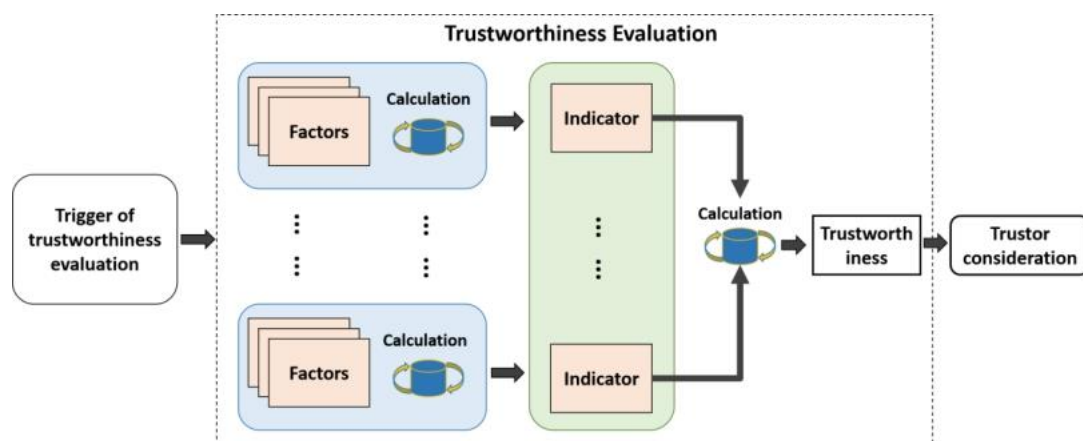 Trustworthiness Evaluation
Calculation
Factors
Indicator
Trigger of
trustworthiness
evaluation
Calculation
Trustworth
iness
Trustor
consideration
Calculation
Factors
Indicator